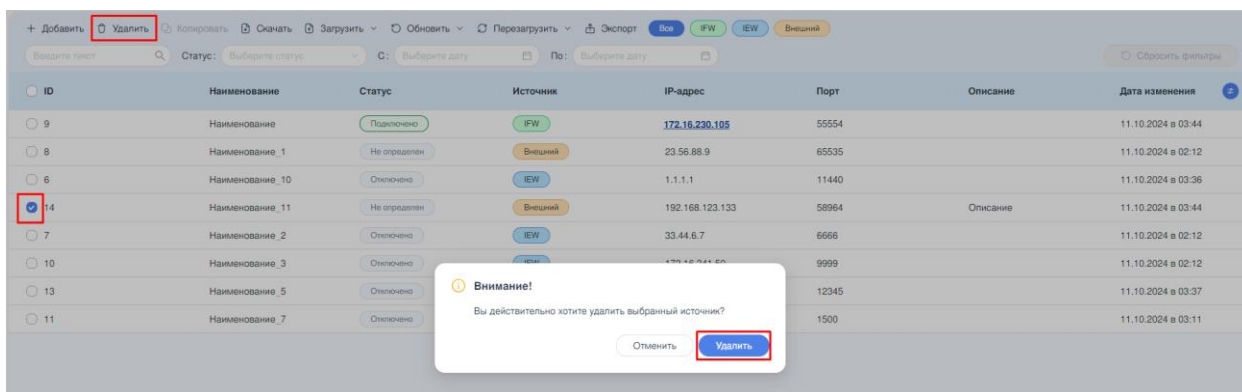 + Добавить Удалить Копировать Скачать Загрузить Обновить Перезагрузить Экспорт Все IFW IEW Внешний
Введите текст Статус: Выберите статус С: Выберите дату По: Выберите дату Сбросить фильтры
ID Наименование Статус Источник IP-адрес Порт Описание Дата изменения
9 Наименование Подключено IFW 172.16.230.105 55554 11.10.2024 в 03:44
8 Наименование_1 Не определен Внешний 23.56.88.9 65535 11.10.2024 в 02:12
6 Наименование_10 Отключено IEW 1.1.1.1 11440 11.10.2024 в 03:36
14 Наименование_11 Не определен Внешний 192.168.123.133 58964 Описание 11.10.2024 в 03:44
7 Наименование_2 Отключено IEW 33.44.6.7 6666 11.10.2024 в 02:12
10 Наименование_3 Отключено IEW 172.16.241.50 9999 11.10.2024 в 02:12
13 Наименование_5 Отключено 12345 11.10.2024 в 03:37
11 Наименование_7 Отключено 1500 11.10.2024 в 03:11
Внимание!
Вы действительно хотите удалить выбранный источник?
Отменить Удалить